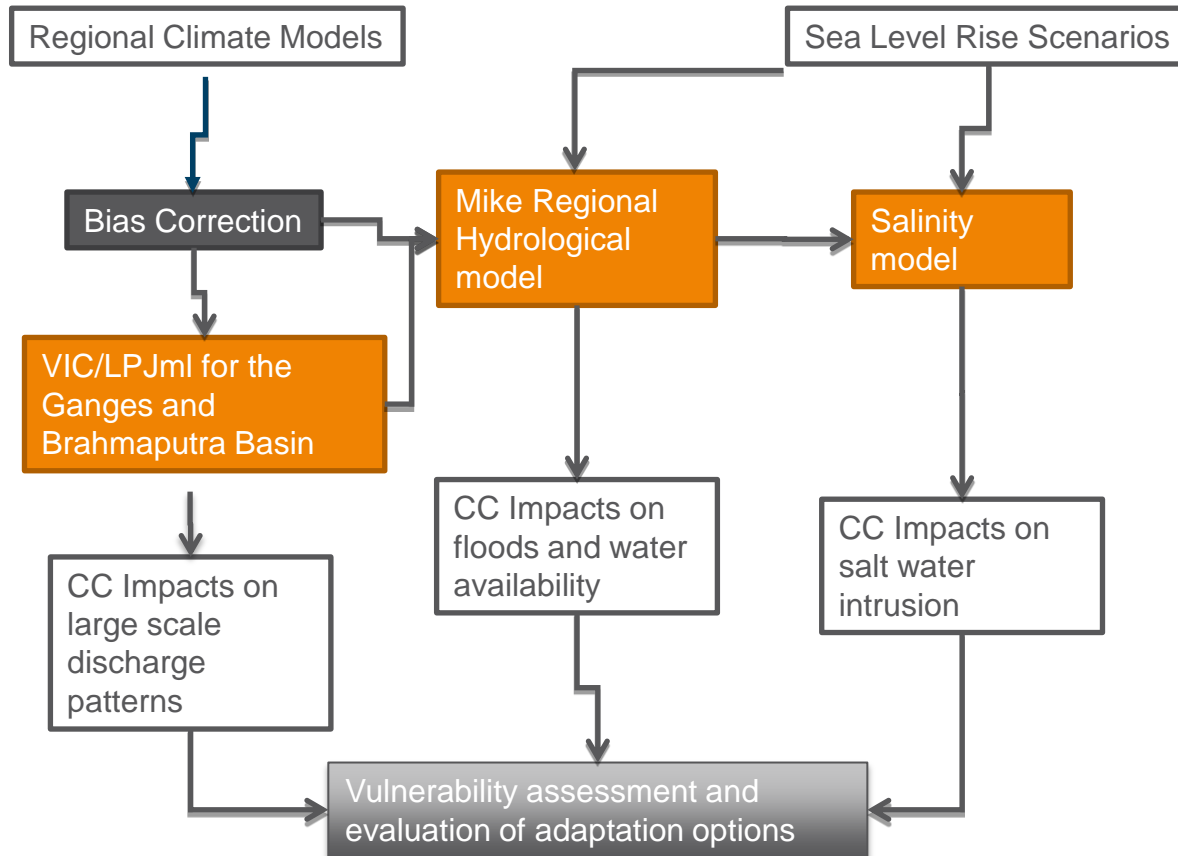 Regional Climate Models
Sea Level Rise Scenarios
Bias Correction
Mike Regional
Hydrological
model
Salinity
model
VIC/LPJml for the
Ganges and
Brahmaputra Basin
CC Impacts on
large scale
discharge
patterns
CC Impacts on
floods and water
availability
CC Impacts on
salt water
intrusion
Vulnerability assessment and
evaluation of adaptation options